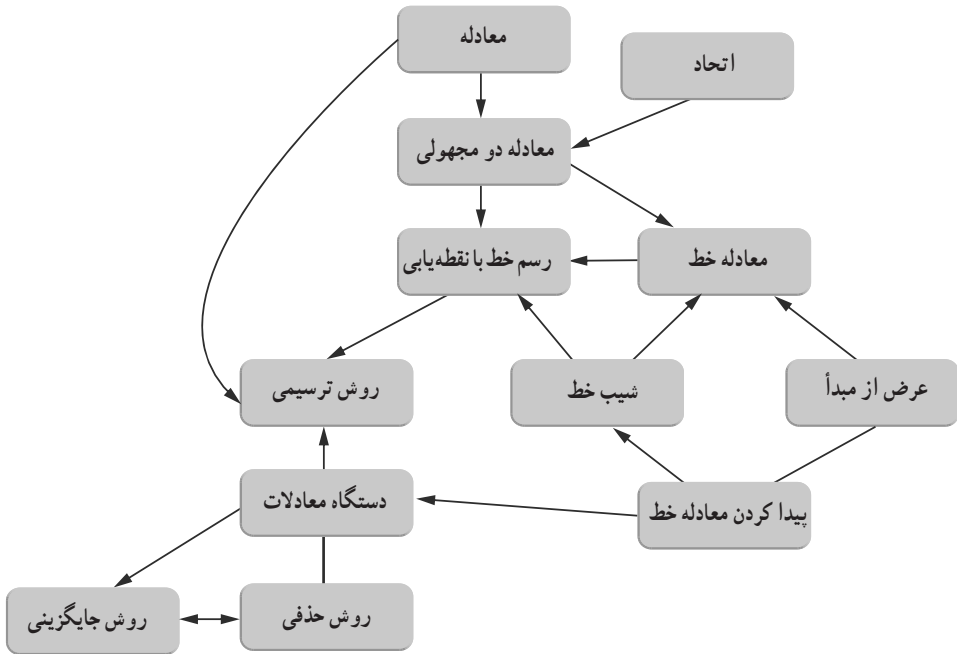 معادله
اتحاد
معادله دو مجهولی
معادله خط
رسم خط با نقطه‌یابی
عرض از مبدأ
شیب خط
روش ترسیمی
پیدا کردن معادله خط
دستگاه معادلات
روش حذفی
روش جایگزینی